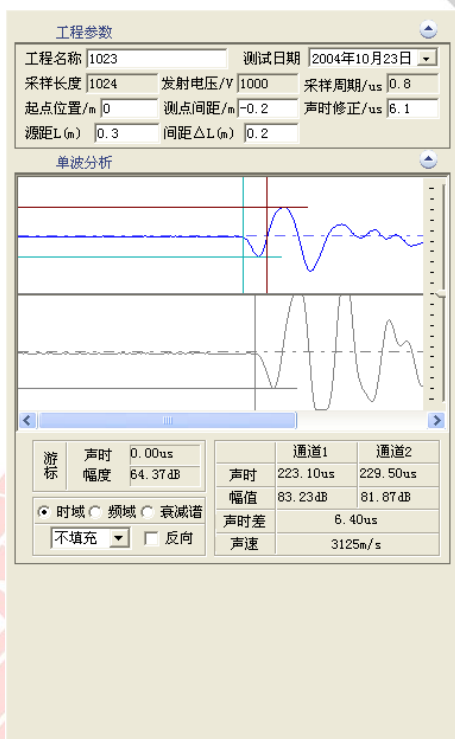 工程参数
工程名称 1023 测试日期 2004年10月23日
采样长度 1024 发射电压/V 1000 采样周期/us 0.8
起点位置/m 0 测点间距/m -0.2 声时修正/us 6.1
源距L(m) 0.3 间距△L(m) 0.2
单波分析
游标 声时 0.00us
幅度 64.37dB
时域 频域 衰减谱
不填充 反向
通道1 通道2
声时 223.10us 229.50us
幅值 83.23dB 81.87dB
声时差 6.40us
声速 3125m/s